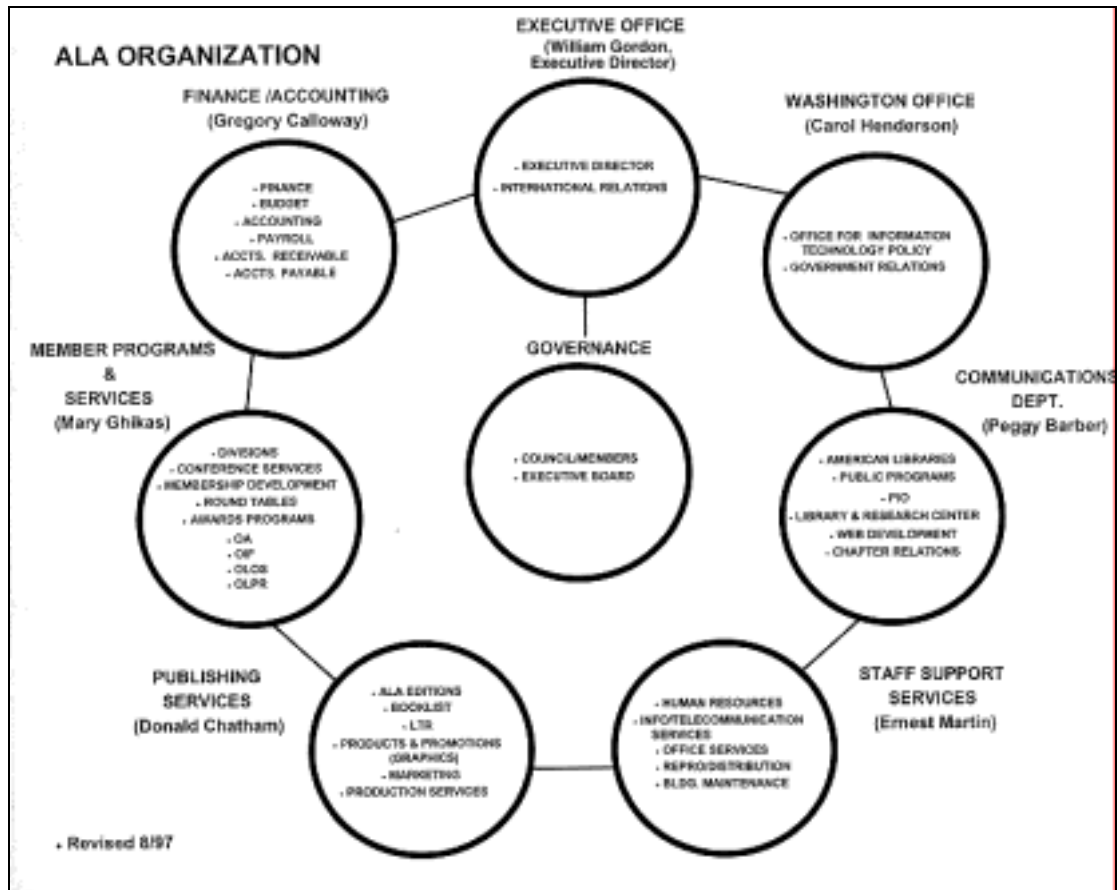 ALA ORGANIZATION
EXECUTIVE OFFICE
(William Gordon,
Executive Director)
- EXECUTIVE DIRECTOR
- INTERNATIONAL RELATIONS
FINANCE /ACCOUNTING
(Gregory Calloway)
- FINANCE
- BUDGET
- ACCOUNTING
- PAYROLL
- ACCTS. RECEIVABLE
- ACCTS. PAYABLE
WASHINGTON OFFICE
(Carol Henderson)
- OFFICE FOR INFORMATION
TECHNOLOGY POLICY
- GOVERNMENT RELATIONS
GOVERNANCE
- COUNCIL/MEMBERS
- EXECUTIVE BOARD
MEMBER PROGRAMS
&
SERVICES
(Mary Ghikas)
- DIVISIONS
- CONFERENCE SERVICES
- MEMBERSHIP DEVELOPMENT
- ROUND TABLES
- AWARDS PROGRAMS
- OA
- OIF
- OLOS
- OLPR
COMMUNICATIONS
DEPT.
(Peggy Barber)
- AMERICAN LIBRARIES
- PUBLIC PROGRAMS
- PIO
- LIBRARY & RESEARCH CENTER
- WEB DEVELOPMENT
- CHAPTER RELATIONS
PUBLISHING
SERVICES
(Donald Chatham)
- ALA EDITIONS
- BOOKLIST
- LTR
- PRODUCTS & PROMOTIONS
(GRAPHICS)
- MARKETING
- PRODUCTION SERVICES
STAFF SUPPORT
SERVICES
(Ernest Martin)
- HUMAN RESOURCES
- INFO/TELECOMMUNICATION
SERVICES
- OFFICE SERVICES
- REPRO/DISTRIBUTION
- BLDG. MAINTENANCE
- Revised 8/97